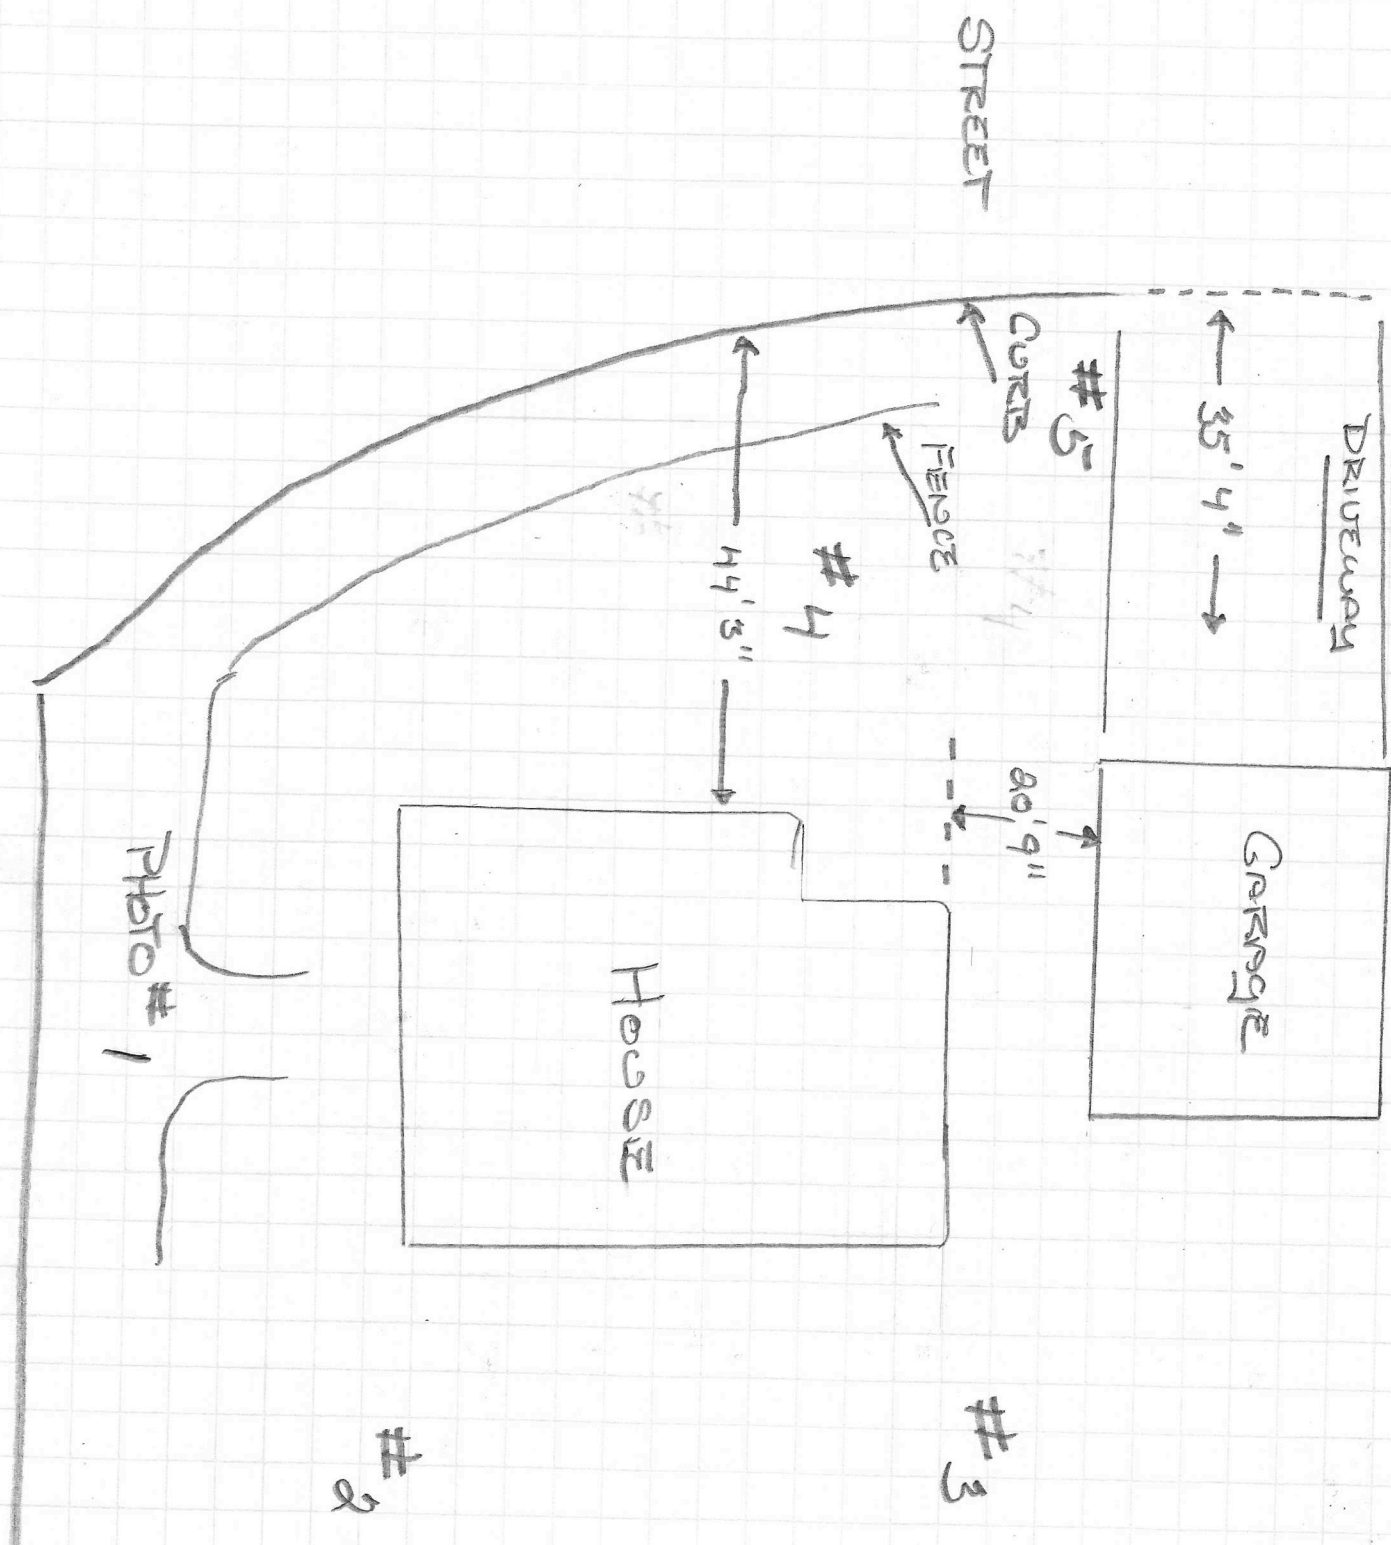 STREET
DRIVEWAY
35' 4"
# 5
CURB
FENCE
# 4
44' 3"
20' 9"
GARAGE
HOUSE
PHOTO # 1
# 3
# 2